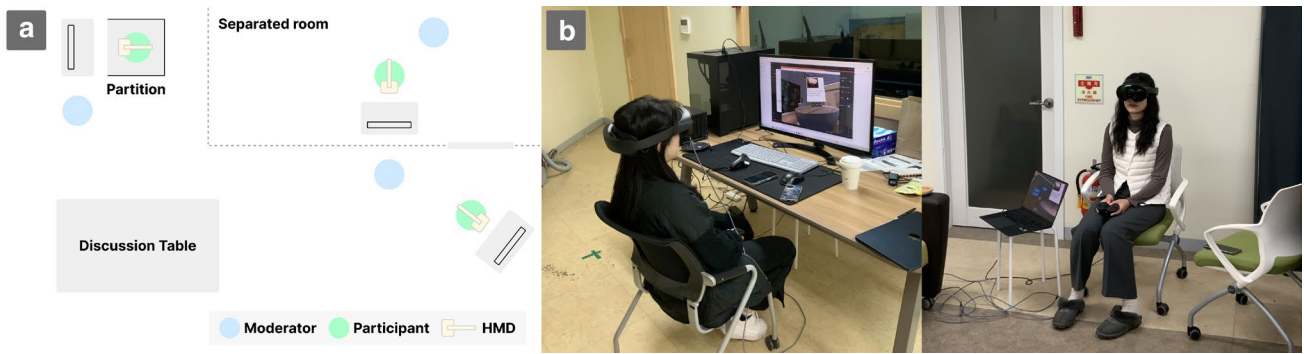 a
Separated room
Partition
Discussion Table
Moderator
Participant
HMD
b